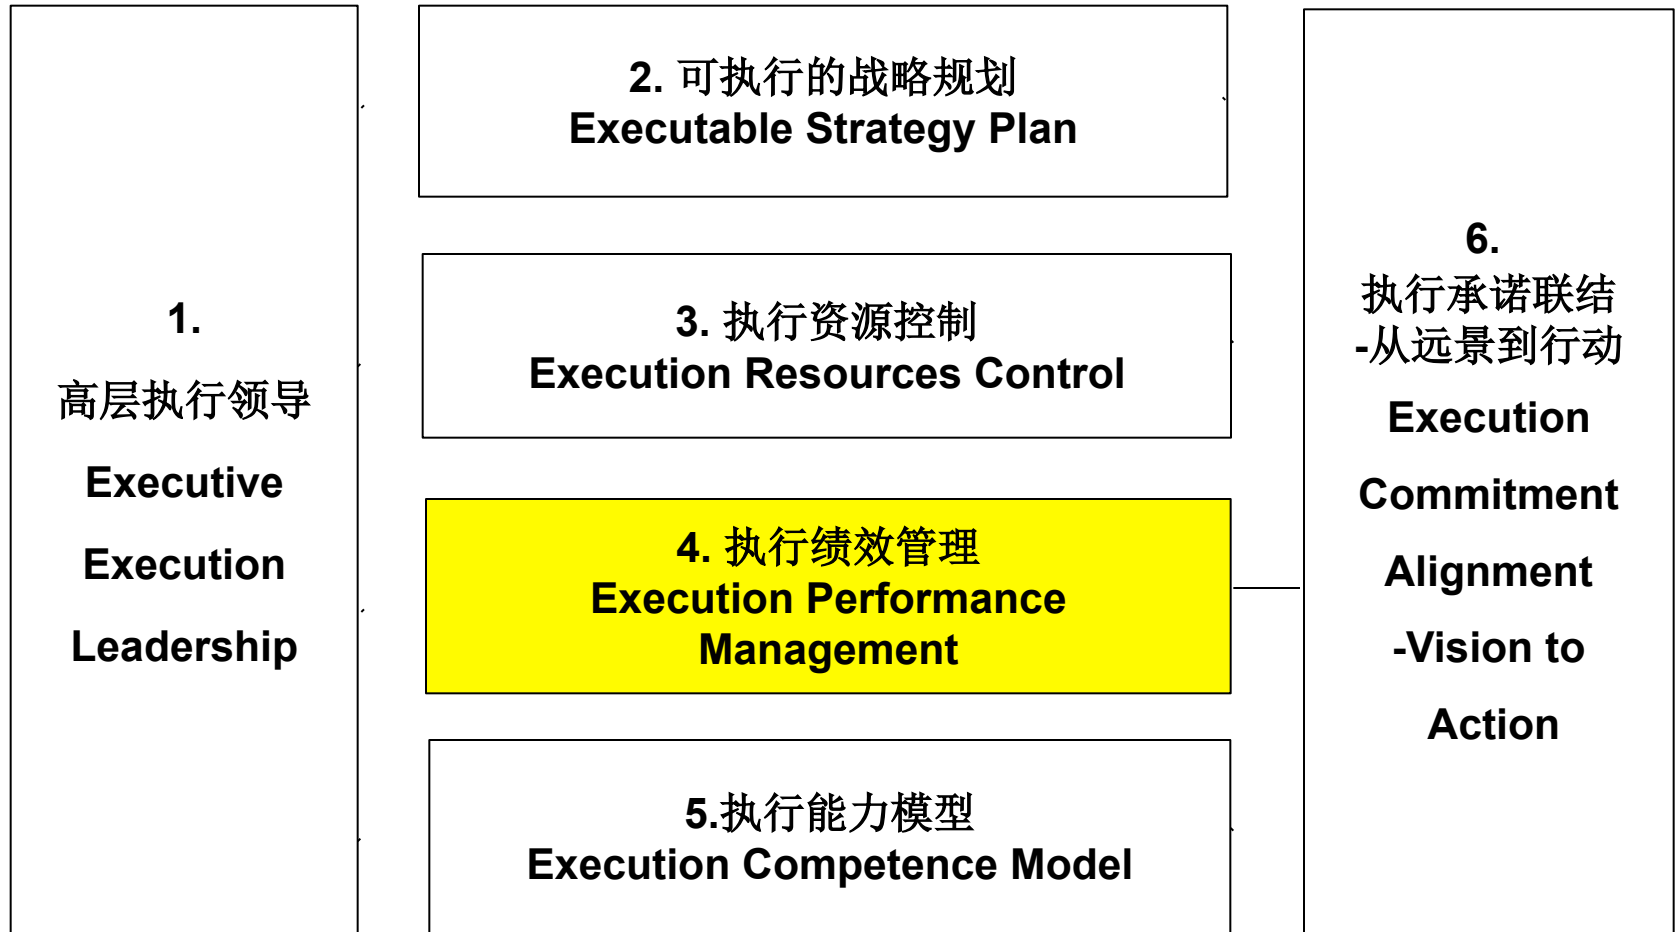 1.
高层执行领导
Executive
Execution
Leadership
2. 可执行的战略规划
Executable Strategy Plan
3. 执行资源控制
Execution Resources Control
4. 执行绩效管理
Execution Performance
Management
5.执行能力模型
Execution Competence Model
6.
执行承诺联结
-从远景到行动
Execution
Commitment
Alignment
-Vision to
Action